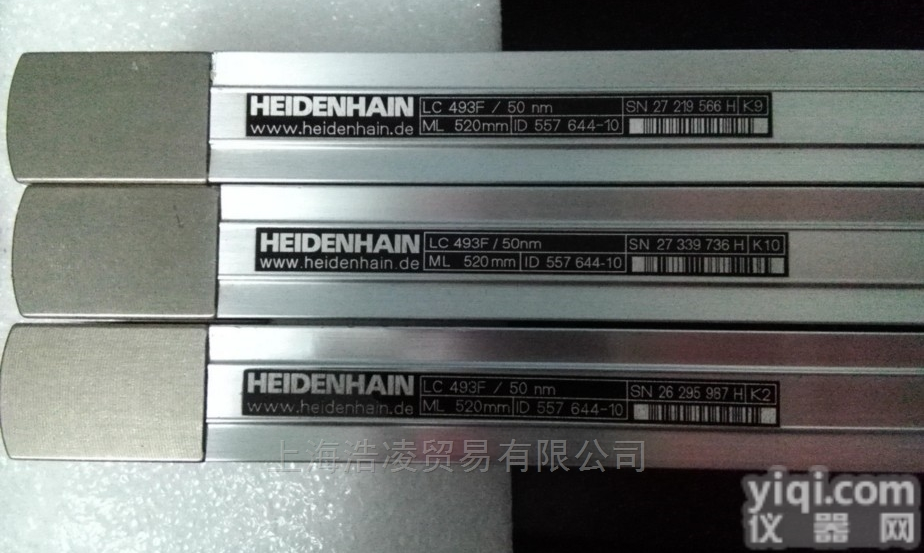 HEIDENHAIN LC 493F / 50 nm SN 27 219 566 H K9
www.heidenhain.de ML 520mm ID 557 644-10
HEIDENHAIN LC 493F / 50nm SN 27 339 736 H K10
www.heidenhain.de ML 520mm ID 557 644-10
HEIDENHAIN LC 493F / 50 nm SN 26 295 987 H K2
www.heidenhain.de ML 520mm ID 557 644-10
上海浩凌贸易有限公司
yiqi.com
仪器网